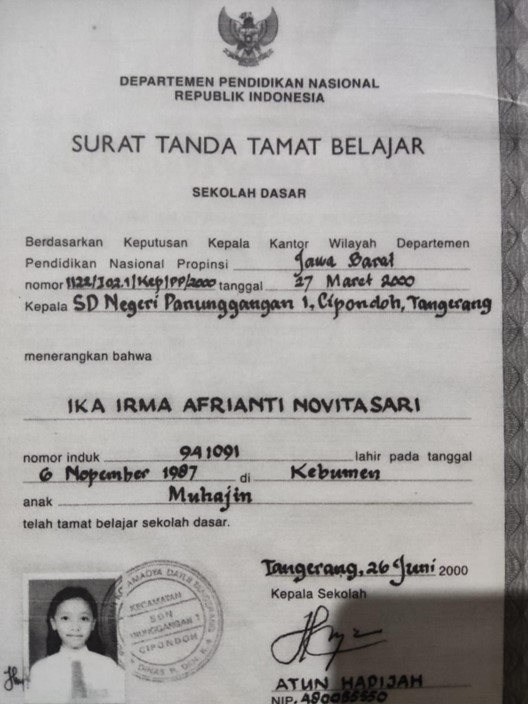 DEPARTEMEN PENDIDIKAN NASIONAL
REPUBLIK INDONESIA
SURAT TANDA TAMAT BELAJAR
SEKOLAH DASAR
Berdasarkan Keputusan Kepala Kantor Wilayah Departemen
Pendidikan Nasional Propinsi Jawa Barat
nomor 1122/I02.1/Kep/PP/2000 tanggal 27 Maret 2000
Kepala SD Negeri Panunggangan 1, Cipondoh, Tangerang
menerangkan bahwa
IKA IRMA AFRIANTI NOVITASARI
nomor induk 941091 lahir pada tanggal
6 Nopember 1987 di Kebumen
anak Muhajin
telah tamat belajar sekolah dasar.
Tangerang, 26 Juni 2000
Kepala Sekolah
KECAMATAN
SDN
PANUNGGANGAN 1
CIPONDOH
ATUN HADIJAH
NIP. 480055550